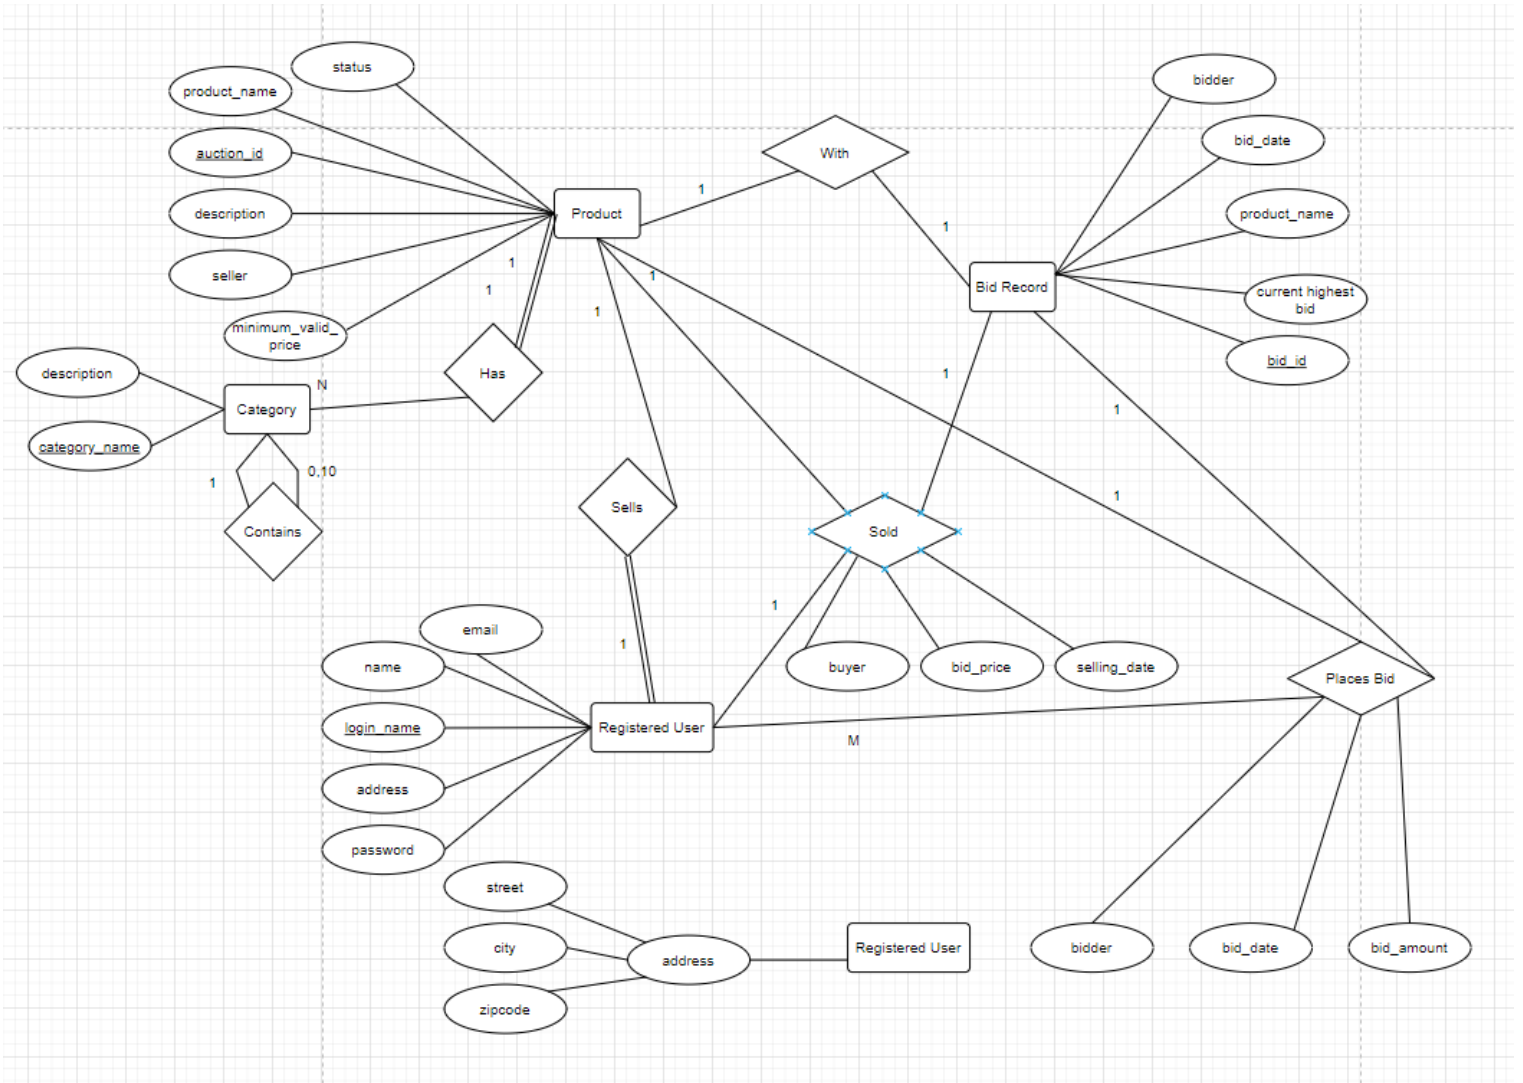 status
product_name
auction_id
description
seller
minimum_valid_
price
Product
With
1
1
bidder
bid_date
product_name
current highest
bid
bid_id
Bid Record
1
1
1
1
Has
N
description
Category
category_name
1
0,10
Contains
Sells
1
1
1
1
Sold
1
buyer
bid_price
selling_date
Places Bid
email
name
login_name
address
password
1
Registered User
M
street
city
zipcode
address
Registered User
bidder
bid_date
bid_amount